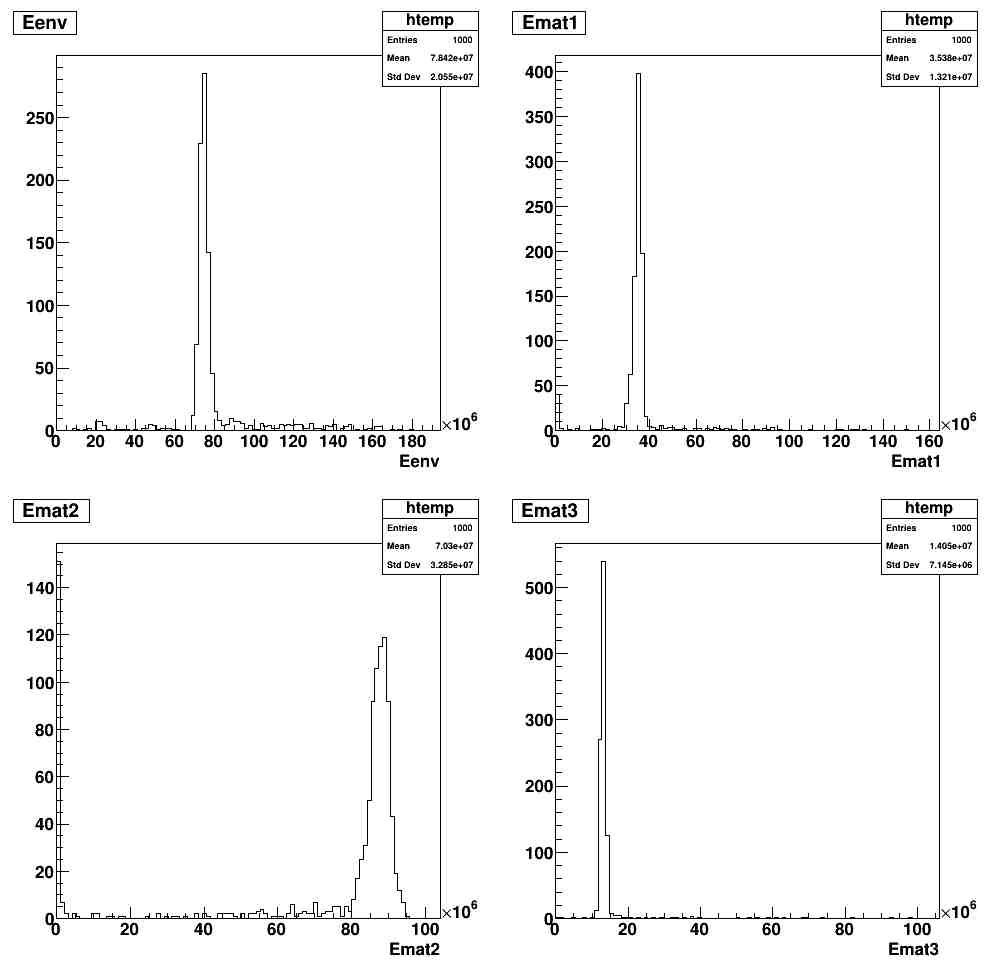 Eenv
htemp
Entries 1000
Mean 7.842e+07
Std Dev 2.055e+07
250
200
150
100
50
0
0 20 40 60 80 100 120 140 160 180
×10^6
Eenv
Emat1
htemp
Entries 1000
Mean 3.538e+07
Std Dev 1.321e+07
400
350
300
250
200
150
100
50
0
0 20 40 60 80 100 120 140 160
×10^6
Emat1
Emat2
htemp
Entries 1000
Mean 7.03e+07
Std Dev 3.285e+07
140
120
100
80
60
40
20
0
0 20 40 60 80 100
×10^6
Emat2
Emat3
htemp
Entries 1000
Mean 1.405e+07
Std Dev 7.145e+06
500
400
300
200
100
0
0 20 40 60 80 100
×10^6
Emat3